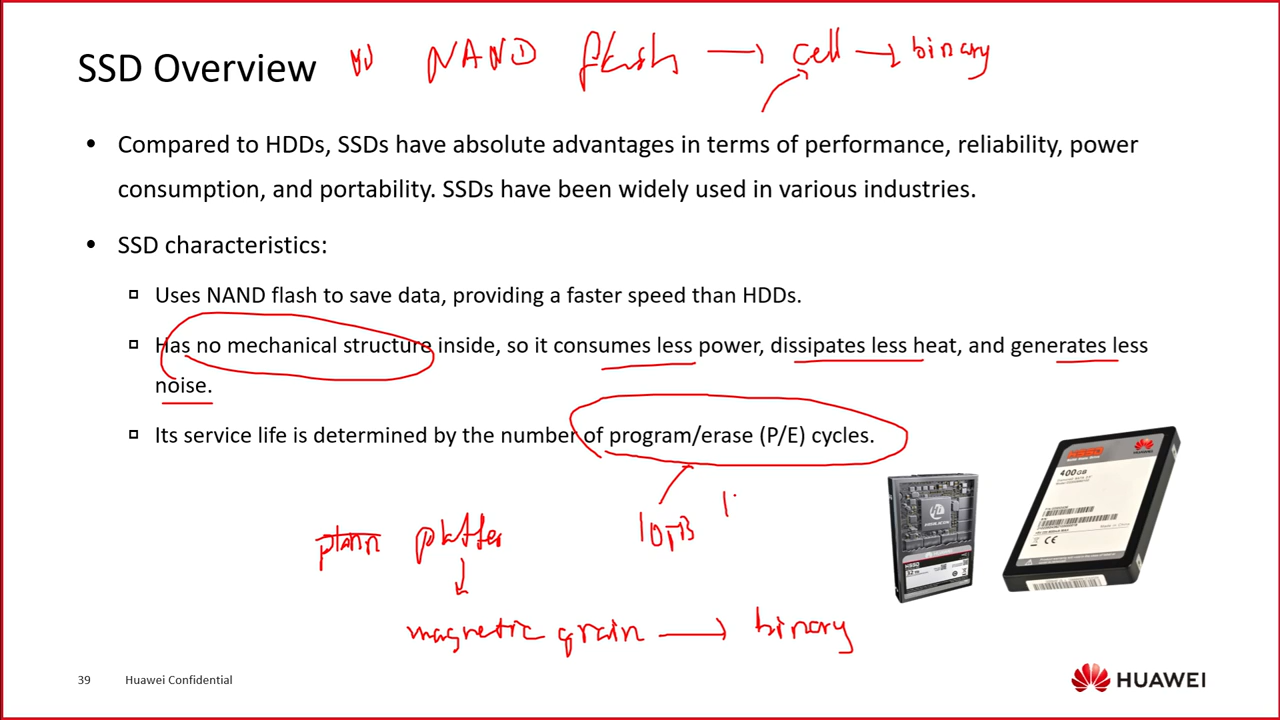 SSD Overview NAND flash → cell → binary
• Compared to HDDs, SSDs have absolute advantages in terms of performance, reliability, power
consumption, and portability. SSDs have been widely used in various industries.
• SSD characteristics:
Uses NAND flash to save data, providing a faster speed than HDDs.
Has no mechanical structure inside, so it consumes less power, dissipates less heat, and generates less
noise.
Its service life is determined by the number of program/erase (P/E) cycles.
platter
magnetic grain → binary
400GB
CE
39 Huawei Confidential
HUAWEI